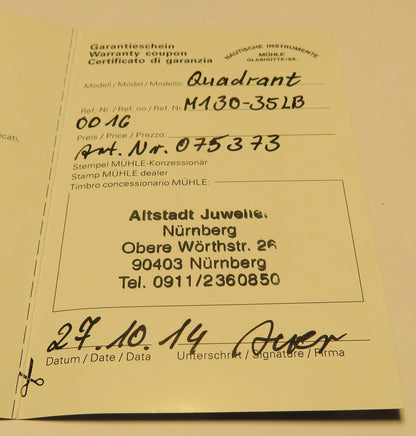 Garantieschein
Warranty coupon
Certificato di garanzia
NAUTISCHE INSTRUMENTE
MÜHLE
GLASHÜTTE/SA.
Modell / Model / Modello: Quadrant
Ref.-Nr. / Ref. no / Ref. Nr. M130-35LB
0016
Preis / Price / Prezzo:
Art. Nr. 075373
Stempel MÜHLE-Konzessionär
Stamp MÜHLE dealer
Timbro concessionario MÜHLE:
Altstadt Juwelier
Nürnberg
Obere Wörthstr. 26
90403 Nürnberg
Tel. 0911/2360850
27.10.14
Datum / Date / Data Unterschrift / Signature / Firma
cati,